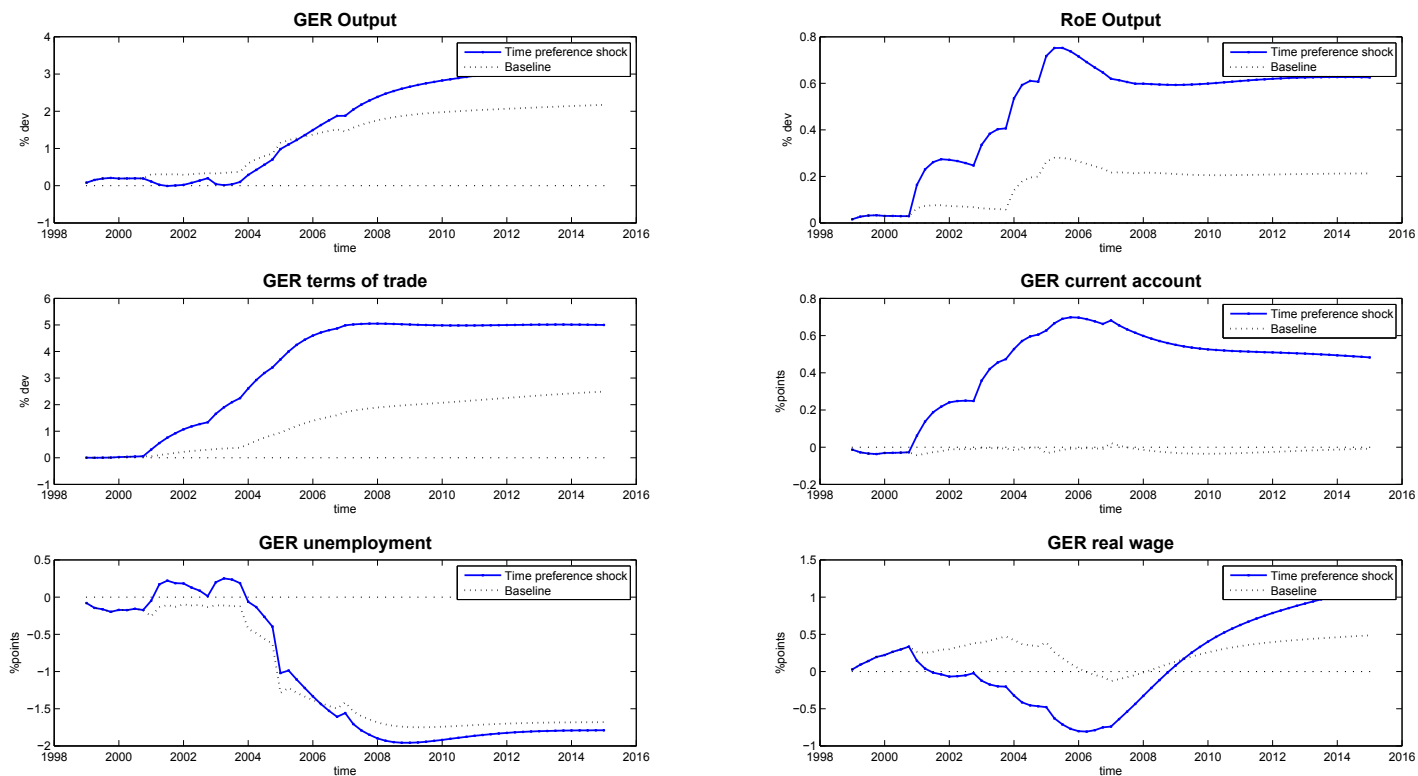 GER Output
4
3
2
1
0
−1
% dev
1998 2000 2002 2004 2006 2008 2010 2012 2014 2016
time
Time preference shock
Baseline
RoE Output
0.8
0.6
0.4
0.2
0
% dev
1998 2000 2002 2004 2006 2008 2010 2012 2014 2016
time
Time preference shock
Baseline
GER terms of trade
6
5
4
3
2
1
0
−1
% dev
1998 2000 2002 2004 2006 2008 2010 2012 2014 2016
time
GER current account
0.8
0.6
0.4
0.2
0
−0.2
%points
1998 2000 2002 2004 2006 2008 2010 2012 2014 2016
time
Time preference shock
Baseline
GER unemployment
0.5
0
−0.5
−1
−1.5
−2
%points
1998 2000 2002 2004 2006 2008 2010 2012 2014 2016
time
Time preference shock
Baseline
GER real wage
1.5
1
0.5
0
−0.5
−1
%points
1998 2000 2002 2004 2006 2008 2010 2012 2014 2016
time
Time preference shock
Baseline